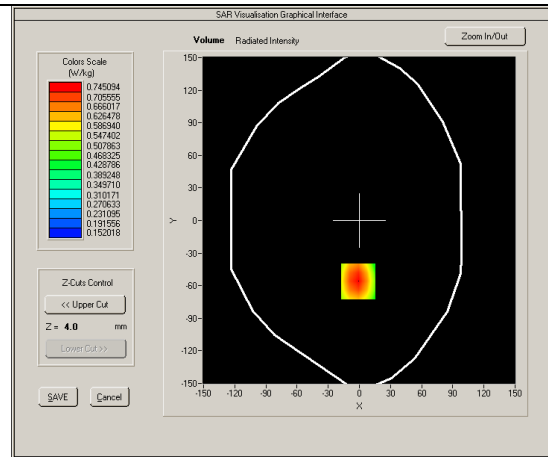 SAR Visualisation Graphical Interface
Volume Radiated Intensity
Zoom In/Out
Colors Scale
(W/kg)
0.745094
0.705555
0.666017
0.626478
0.586940
0.547402
0.507863
0.468325
0.428786
0.389248
0.349710
0.310171
0.270633
0.231095
0.191556
0.152018
Z-Cuts Control
<< Upper Cut
Z = 4.0 mm
Lower Cut >>
SAVE Cancel
150
120
90
60
30
Y 0
-30
-60
-90
-120
-150
-150 -120 -90 -60 -30 0 30 60 90 120 150
X